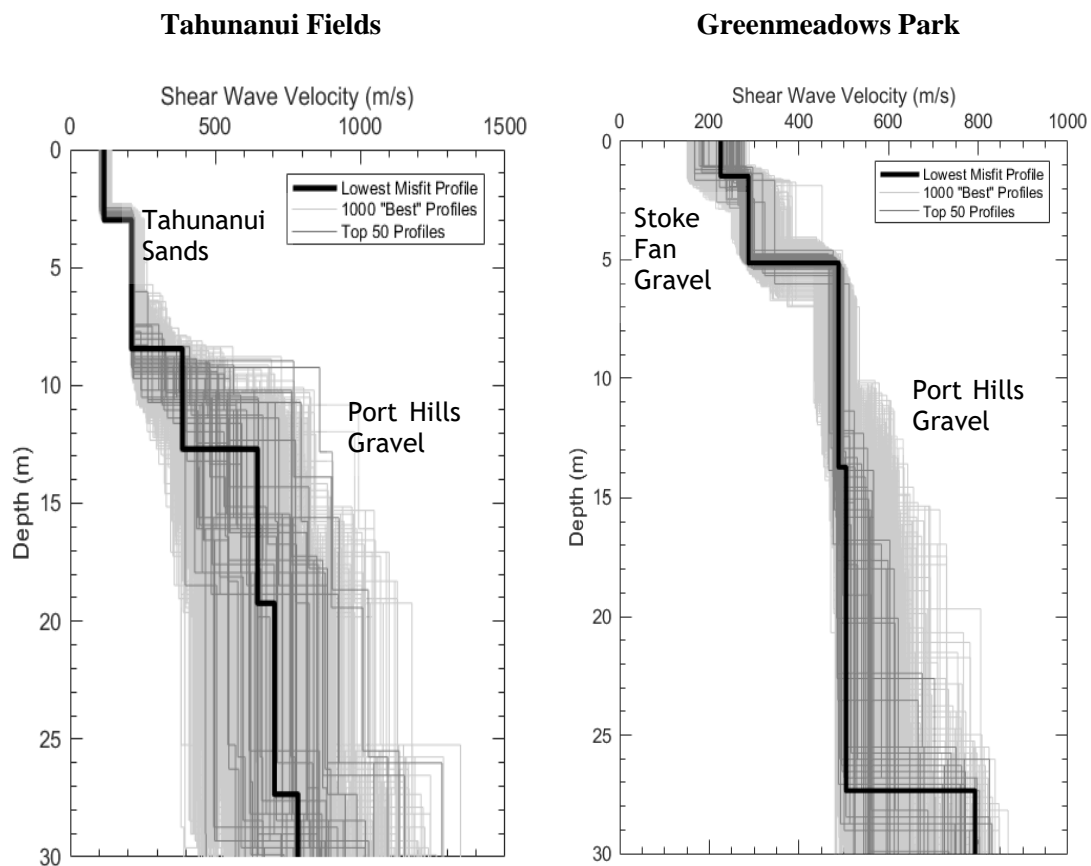 Tahunanui Fields
Shear Wave Velocity (m/s)
0 500 1000 1500
0
5
10
15
20
25
30
Depth (m)
Lowest Misfit Profile
1000 "Best" Profiles
Top 50 Profiles
Tahunanui
Sands
Port Hills
Gravel
Greenmeadows Park
Shear Wave Velocity (m/s)
0 200 400 600 800 1000
0
5
10
15
20
25
30
Depth (m)
Lowest Misfit Profile
1000 "Best" Profiles
Top 50 Profiles
Stoke
Fan
Gravel
Port Hills
Gravel